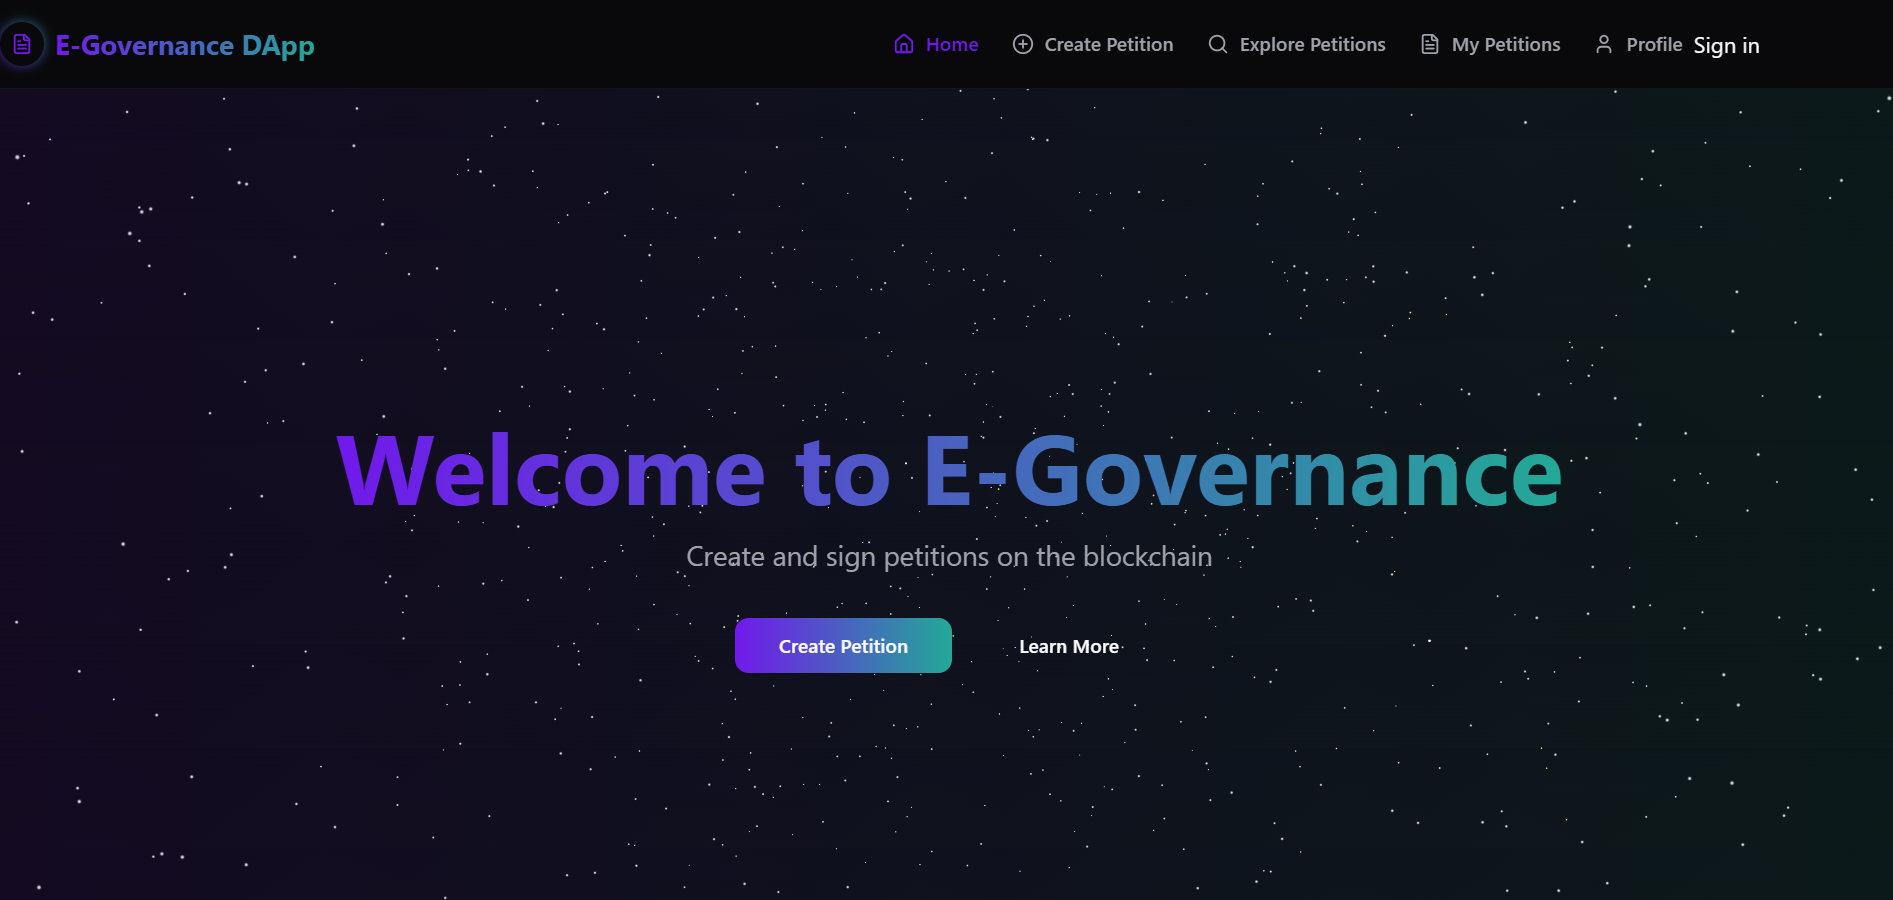 E-Governance DApp
Home Create Petition Explore Petitions My Petitions Profile Sign in
Welcome to E-Governance
Create and sign petitions on the blockchain
Create Petition Learn More